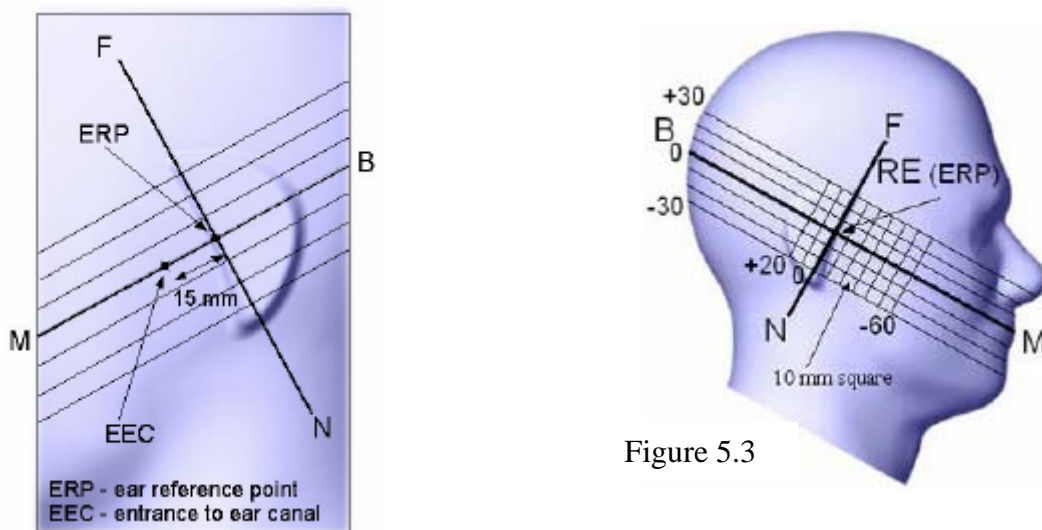 F
ERP
B
15 mm
M
EEC
N
ERP - ear reference point
EEC - entrance to ear canal
+30
B
0
F
RE (ERP)
-30
+20
0
N
-60
M
10 mm square
Figure 5.3